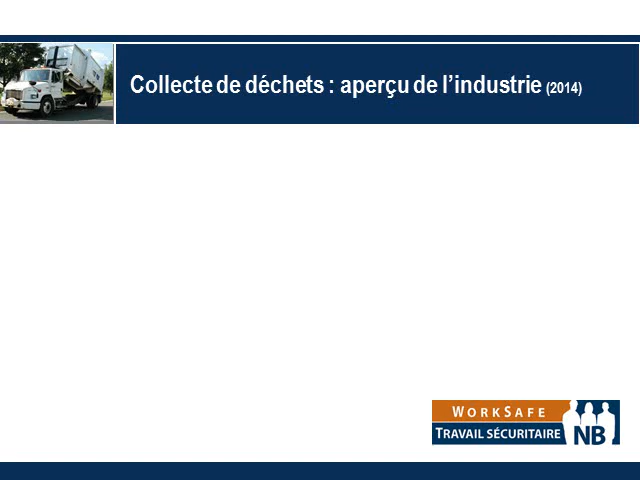 Collecte de déchets : aperçu de l’industrie (2014)
WORKSAFE
TRAVAIL SÉCURITAIRE NB